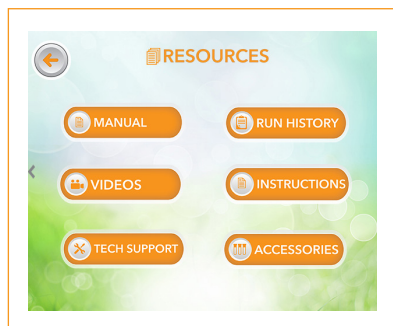 RESOURCES
MANUAL
RUN HISTORY
VIDEOS
INSTRUCTIONS
TECH SUPPORT
ACCESSORIES